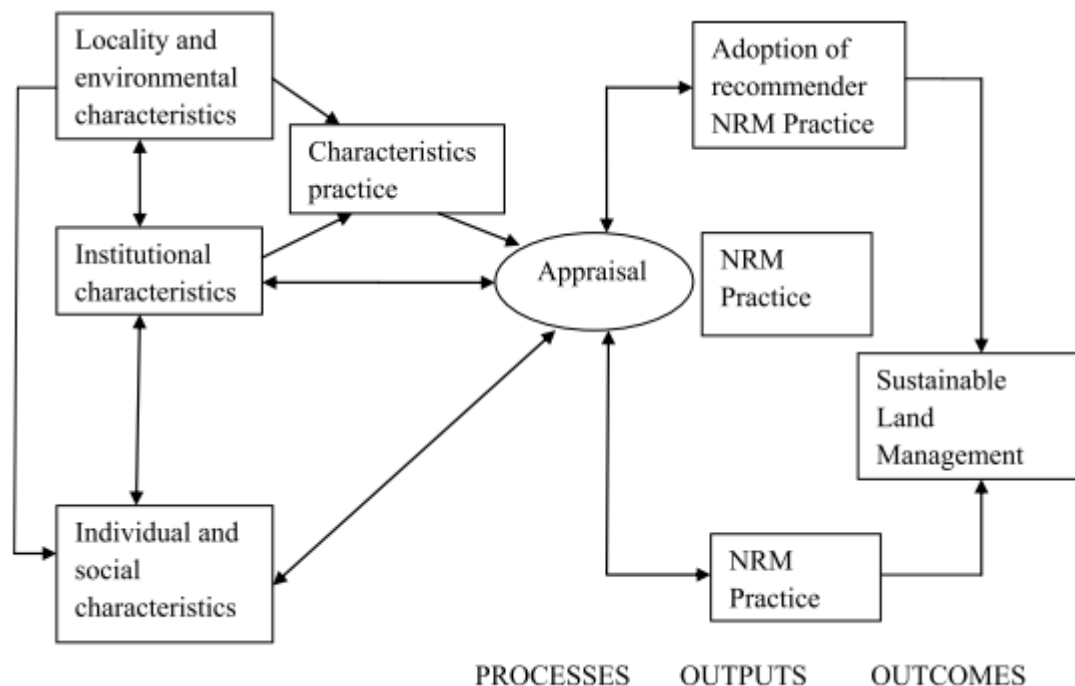 Locality and
environmental
characteristics
Adoption of
recommender
NRM Practice
Characteristics
practice
Institutional
characteristics
Appraisal
NRM
Practice
Sustainable
Land
Management
Individual and
social
characteristics
NRM
Practice
PROCESSES OUTPUTS OUTCOMES